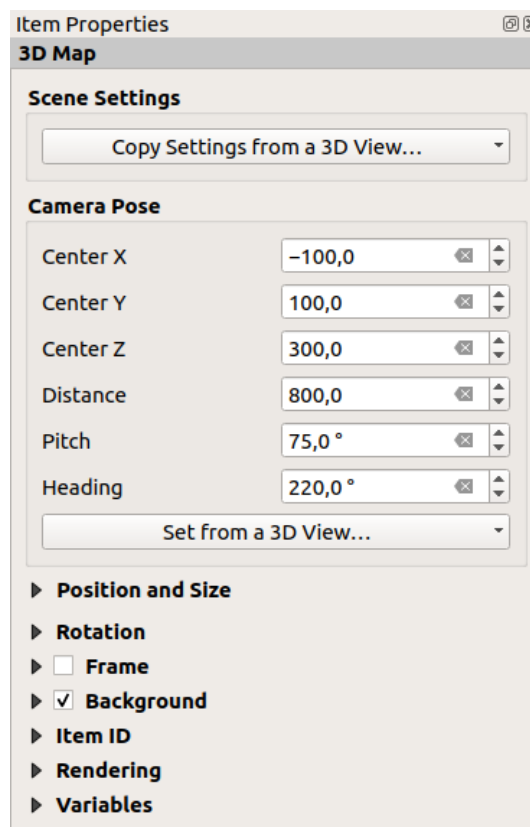 Item Properties
3D Map
Scene Settings
Copy Settings from a 3D View…
Camera Pose
Center X −100,0
Center Y 100,0
Center Z 300,0
Distance 800,0
Pitch 75,0 °
Heading 220,0 °
Set from a 3D View…
Position and Size
Rotation
Frame
Background
Item ID
Rendering
Variables